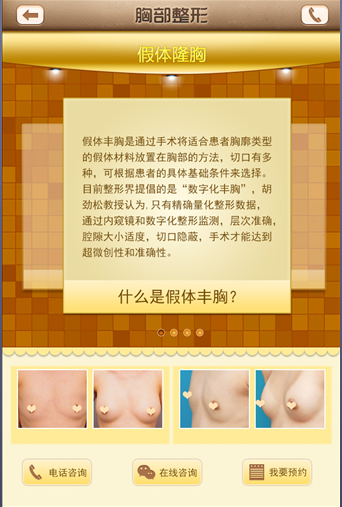 胸部整形
假体隆胸
假体丰胸是通过手术将适合患者胸廓类型
的假体材料放置在胸部的方法，切口有多
种，可根据患者的具体基础条件来选择。
目前整形界提倡的是“数字化丰胸”，胡
劲松教授认为,只有精确量化整形数据，
通过内窥镜和数字化整形监测，层次准确，
腔隙大小适度，切口隐蔽，手术才能达到
超微创性和准确性。
什么是假体丰胸？
电话咨询
在线咨询
我要预约